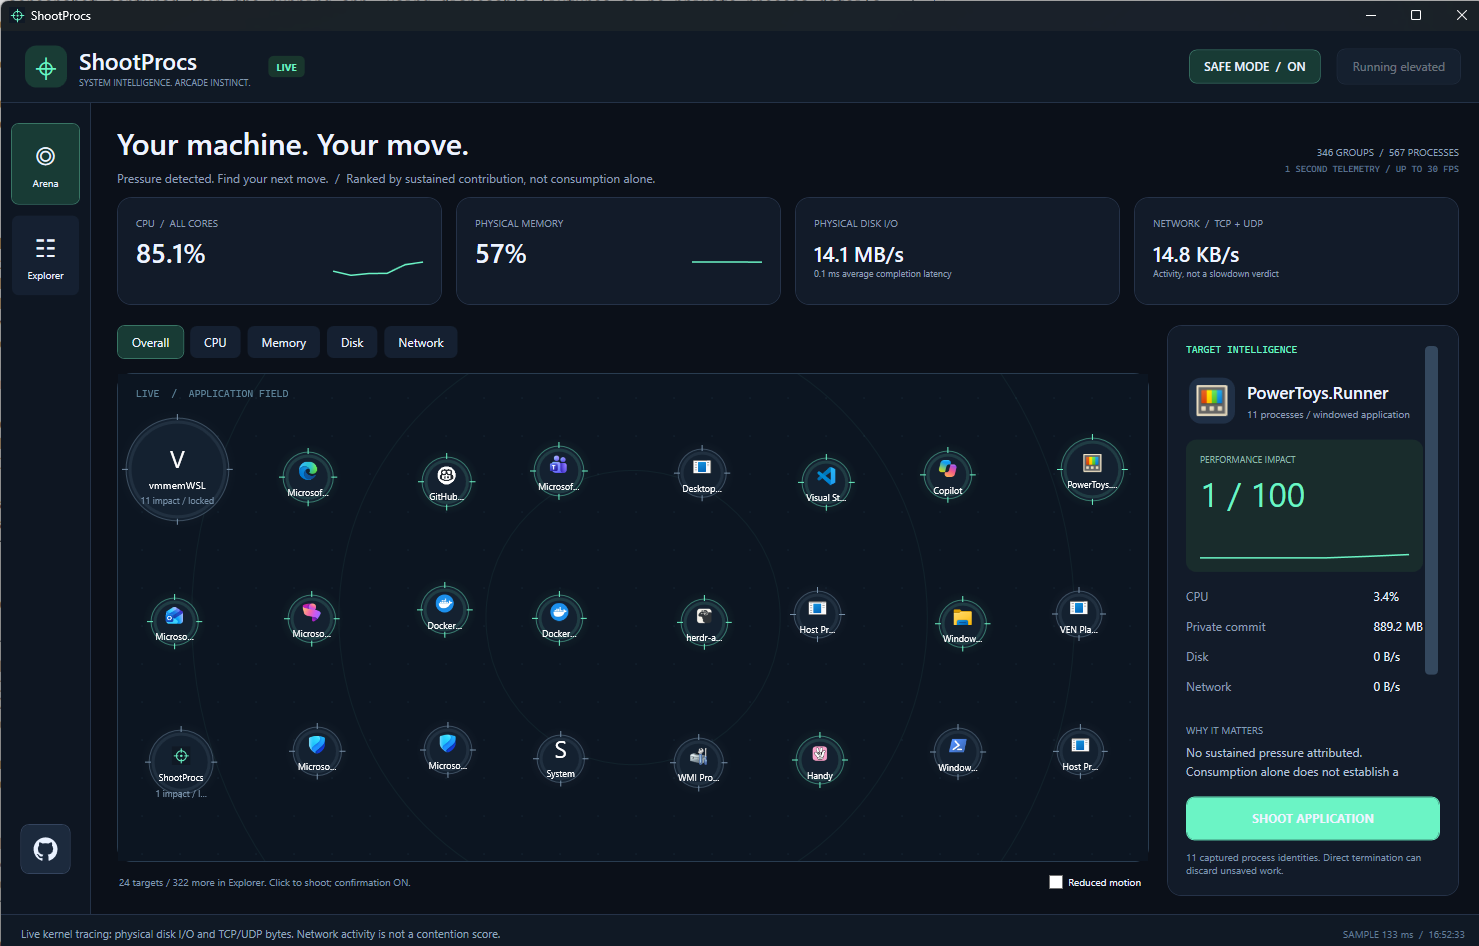 ShootProcs
ShootProcs
LIVE
SYSTEM INTELLIGENCE. ARCADE INSTINCT.
SAFE MODE / ON
Running elevated
Arena
Explorer
Your machine. Your move.
Pressure detected. Find your next move. / Ranked by sustained contribution, not consumption alone.
346 GROUPS / 567 PROCESSES
1 SECOND TELEMETRY / UP TO 30 FPS
CPU / ALL CORES
85.1%
PHYSICAL MEMORY
57%
PHYSICAL DISK I/O
14.1 MB/s
0.1 ms average completion latency
NETWORK / TCP + UDP
14.8 KB/s
Activity, not a slowdown verdict
Overall
CPU
Memory
Disk
Network
LIVE / APPLICATION FIELD
V
vmmemWSL
11 impact / locked
Microsof...
GitHub...
Microsof...
Desktop...
Visual St...
Copilot
PowerToys....
Microso...
Microso...
Docker...
Docker...
herdr-a...
Host Pr...
Window...
VEN Pla...
ShootProcs
1 impact / l...
Microso...
Microso...
S
System
WMI Pro...
Handy
Window...
Host Pr...
24 targets / 322 more in Explorer. Click to shoot; confirmation ON.
Reduced motion
TARGET INTELLIGENCE
PowerToys.Runner
11 processes / windowed application
PERFORMANCE IMPACT
1 / 100
CPU 3.4%
Private commit 889.2 MB
Disk 0 B/s
Network 0 B/s
WHY IT MATTERS
No sustained pressure attributed.
Consumption alone does not establish a
SHOOT APPLICATION
11 captured process identities. Direct termination can
discard unsaved work.
Live kernel tracing: physical disk I/O and TCP/UDP bytes. Network activity is not a contention score.
SAMPLE 133 ms / 16:52:33